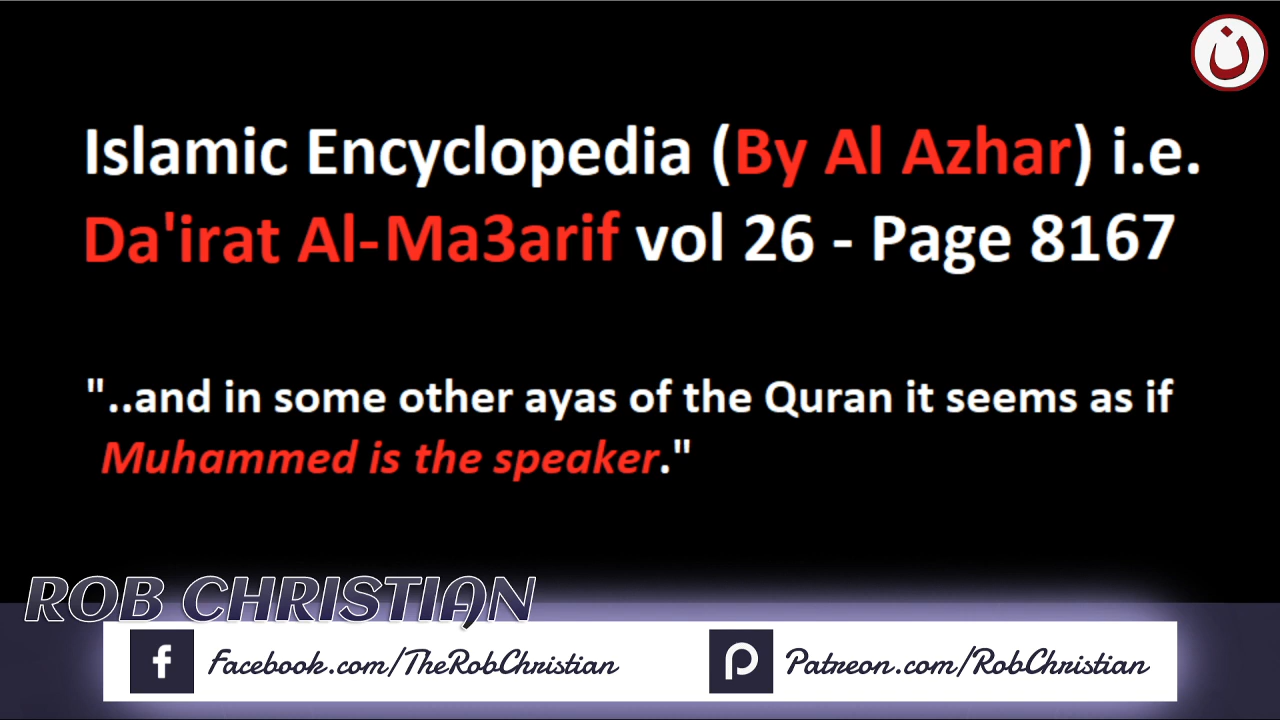 ن
Islamic Encyclopedia (By Al Azhar) i.e.
Da'irat Al-Ma3arif vol 26 - Page 8167
"..and in some other ayas of the Quran it seems as if
Muhammed is the speaker."
ROB CHRISTIAN
f Facebook.com/TheRobChristian
Patreon.com/RobChristian